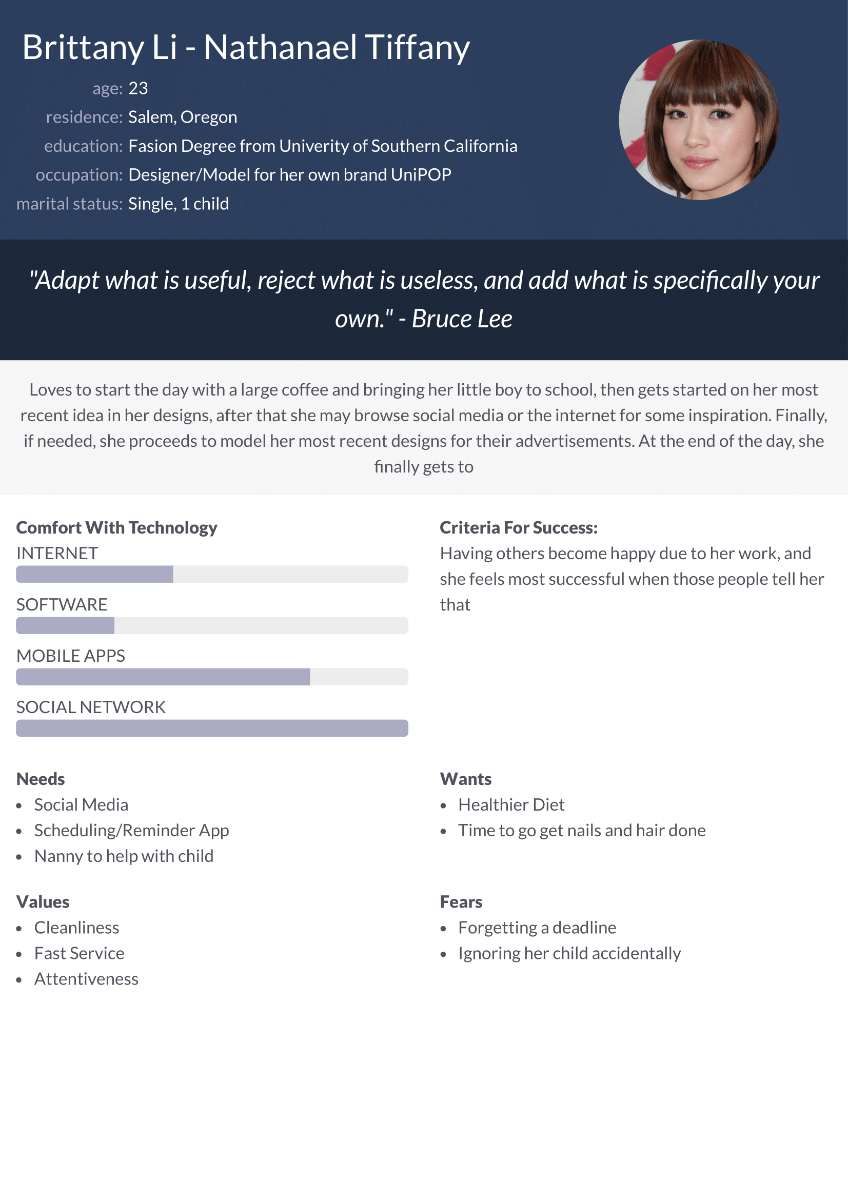 Brittany Li - Nathanael Tiffany
age: 23
residence: Salem, Oregon
education: Fasion Degree from Univerity of Southern California
occupation: Designer/Model for her own brand UniPOP
marital status: Single, 1 child
"Adapt what is useful, reject what is useless, and add what is specifically your
own." - Bruce Lee
Loves to start the day with a large coffee and bringing her little boy to school, then gets started on her most
recent idea in her designs, after that she may browse social media or the internet for some inspiration. Finally,
if needed, she proceeds to model her most recent designs for their advertisements. At the end of the day, she
finally gets to
Comfort With Technology
INTERNET
SOFTWARE
MOBILE APPS
SOCIAL NETWORK
Criteria For Success:
Having others become happy due to her work, and
she feels most successful when those people tell her
that
Needs
• Social Media
• Scheduling/Reminder App
• Nanny to help with child
Wants
• Healthier Diet
• Time to go get nails and hair done
Values
• Cleanliness
• Fast Service
• Attentiveness
Fears
• Forgetting a deadline
• Ignoring her child accidentally